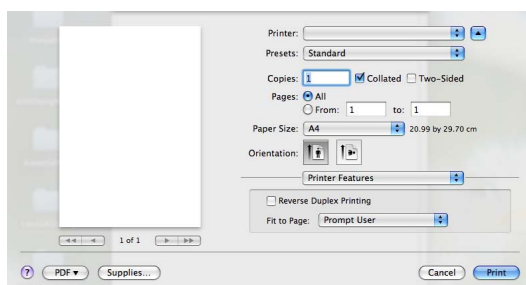 Printer:
Presets: Standard
Copies: 1 Collated Two-Sided
Pages: All
From: 1 to: 1
Paper Size: A4 20.99 by 29.70 cm
Orientation:
Printer Features
Reverse Duplex Printing
Fit to Page: Prompt User
1 of 1
? PDF Supplies... Cancel Print